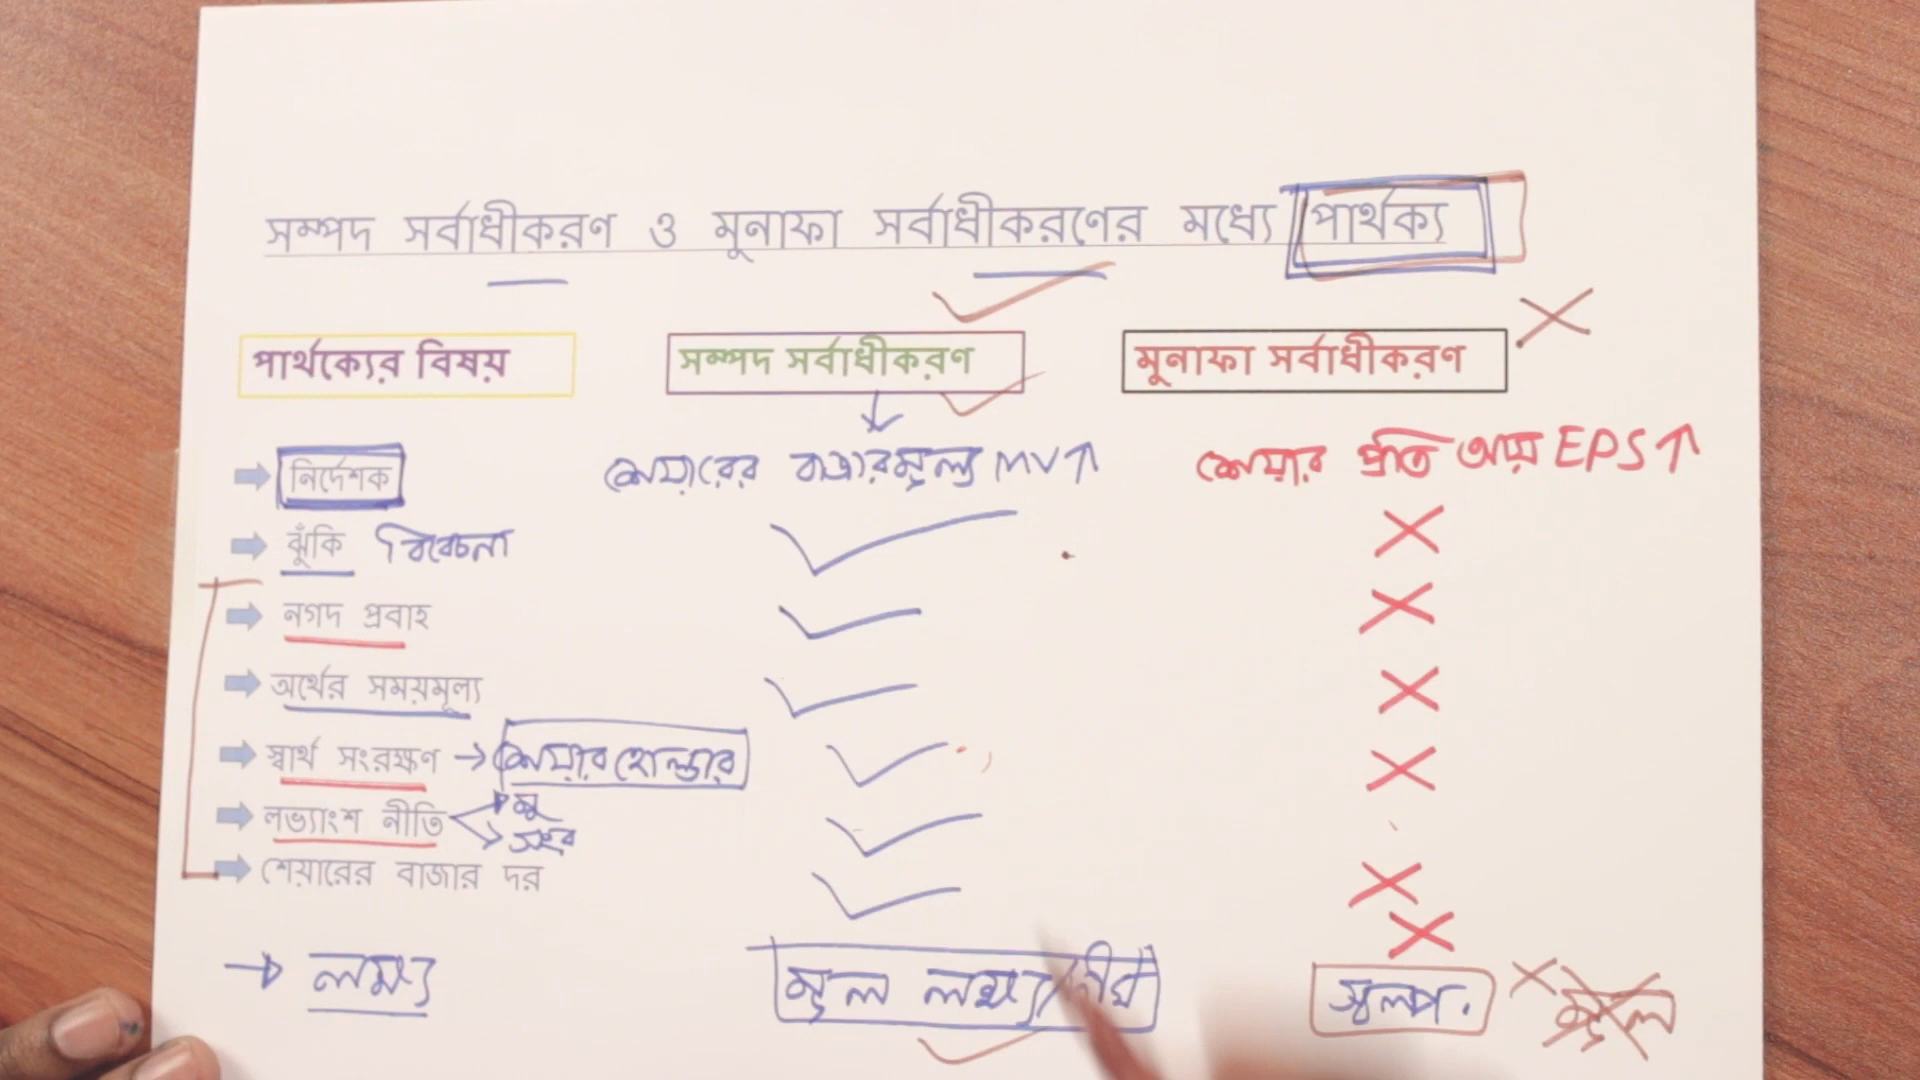 সম্পদ সর্বাধীকরণ ও মুনাফা সর্বাধীকরণের মধ্যে পার্থক্য
পার্থক্যের বিষয় সম্পদ সর্বাধীকরণ মুনাফা সর্বাধীকরণ
নির্দেশক শেয়ারের বাজারমূল্য MV↑ শেয়ার প্রতি আয় EPS↑
ঝুঁকি বিবেচনা
নগদ প্রবাহ
অর্থের সময়মূল্য
স্বার্থ সংরক্ষণ → শেয়ার হোল্ডার
মু
লভ্যাংশ নীতি
শেয়ারের বাজার দর
→ লক্ষ্য মূল লক্ষ্য/দীর্ঘ স্বল্প. মূল